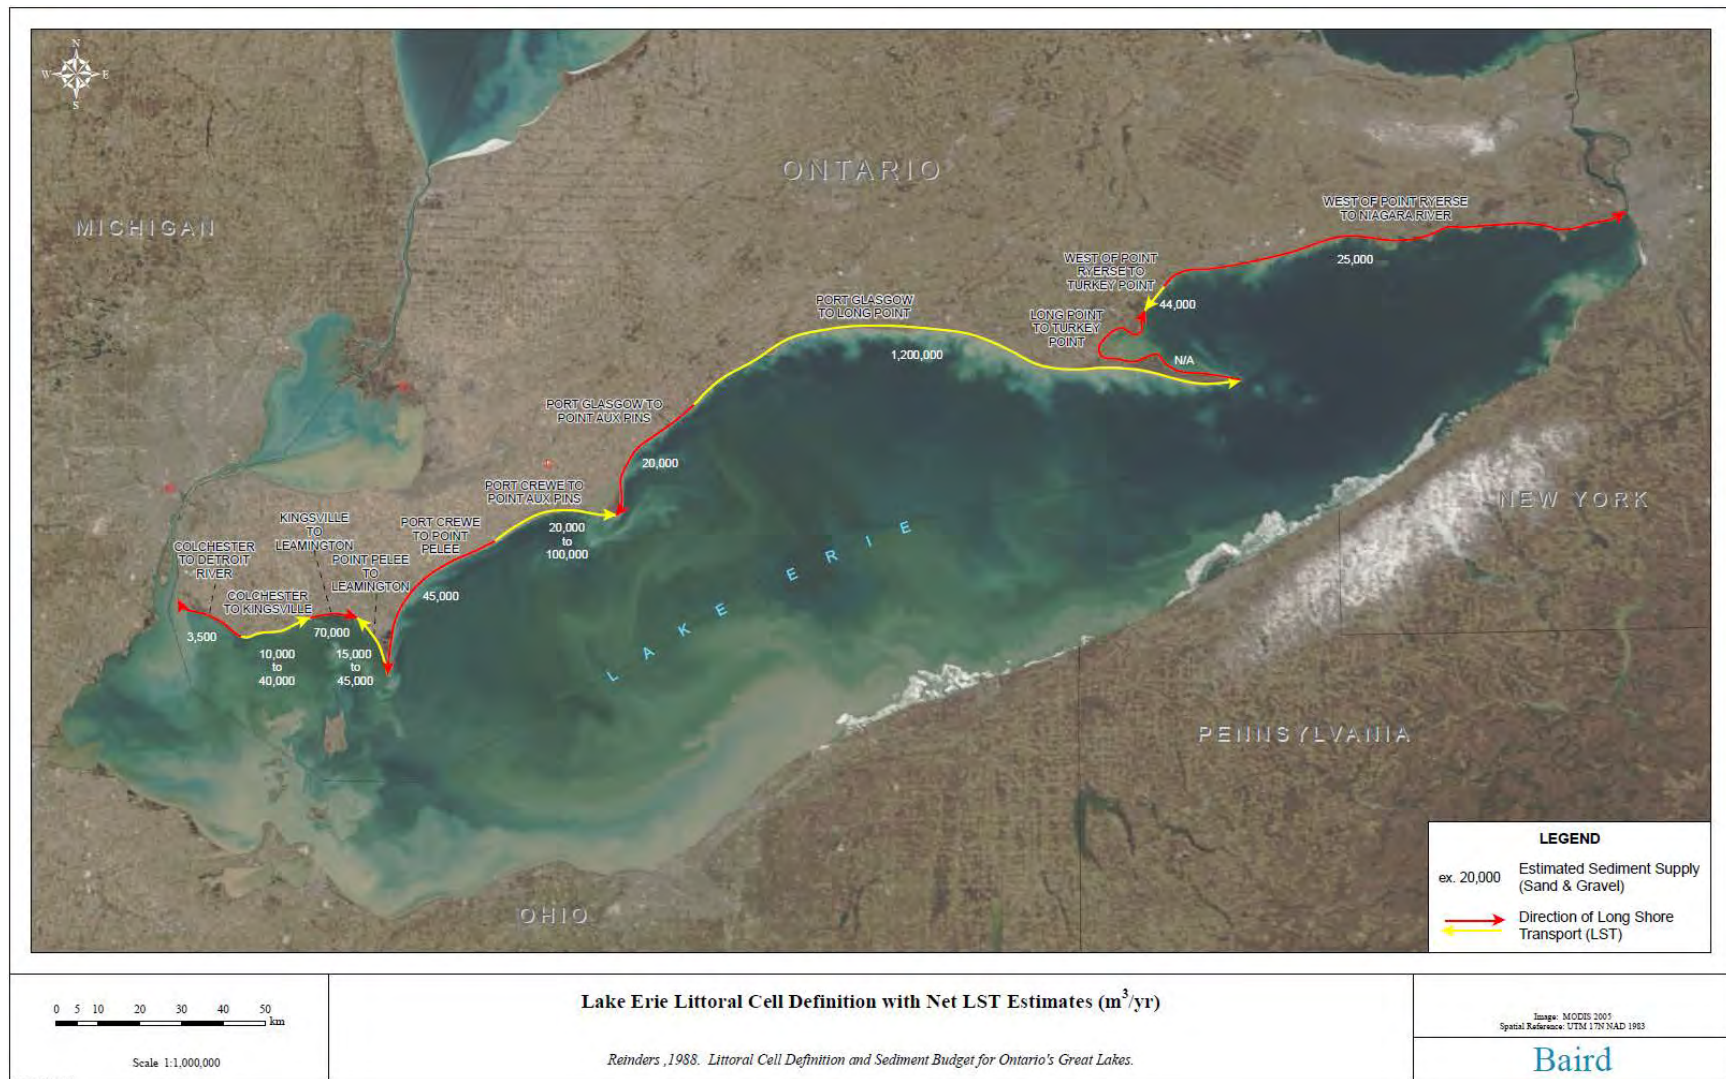 N
W E
S
ONTARIO
MICHIGAN
WEST OF POINT RYERSE
TO NIAGARA RIVER
25,000
WEST OF POINT
RYERSE TO
TURKEY POINT
44,000
PORT GLASGOW
TO LONG POINT
1,200,000
LONG POINT
TO TURKEY
POINT
N/A
PORT GLASGOW TO
POINT AUX PINS
20,000
PORT CREWE TO
POINT AUX PINS
20,000
to
100,000
PORT CREWE
TO POINT
PELEE
45,000
KINGSVILLE
TO
LEAMINGTON
70,000
POINT PELEE
TO
LEAMINGTON
15,000
to
45,000
COLCHESTER
TO DETROIT
RIVER
3,500
COLCHESTER
TO KINGSVILLE
10,000
to
40,000
LAKE ERIE
NEW YORK
PENNSYLVANIA
OHIO
LEGEND
ex. 20,000 Estimated Sediment Supply
(Sand & Gravel)
Direction of Long Shore
Transport (LST)
0 5 10 20 30 40 50
km
Scale 1:1,000,000
Lake Erie Littoral Cell Definition with Net LST Estimates (m³/yr)
Reinders ,1988. Littoral Cell Definition and Sediment Budget for Ontario's Great Lakes.
Image: MODIS 2005
Spatial Reference: UTM 17N NAD 1983
Baird